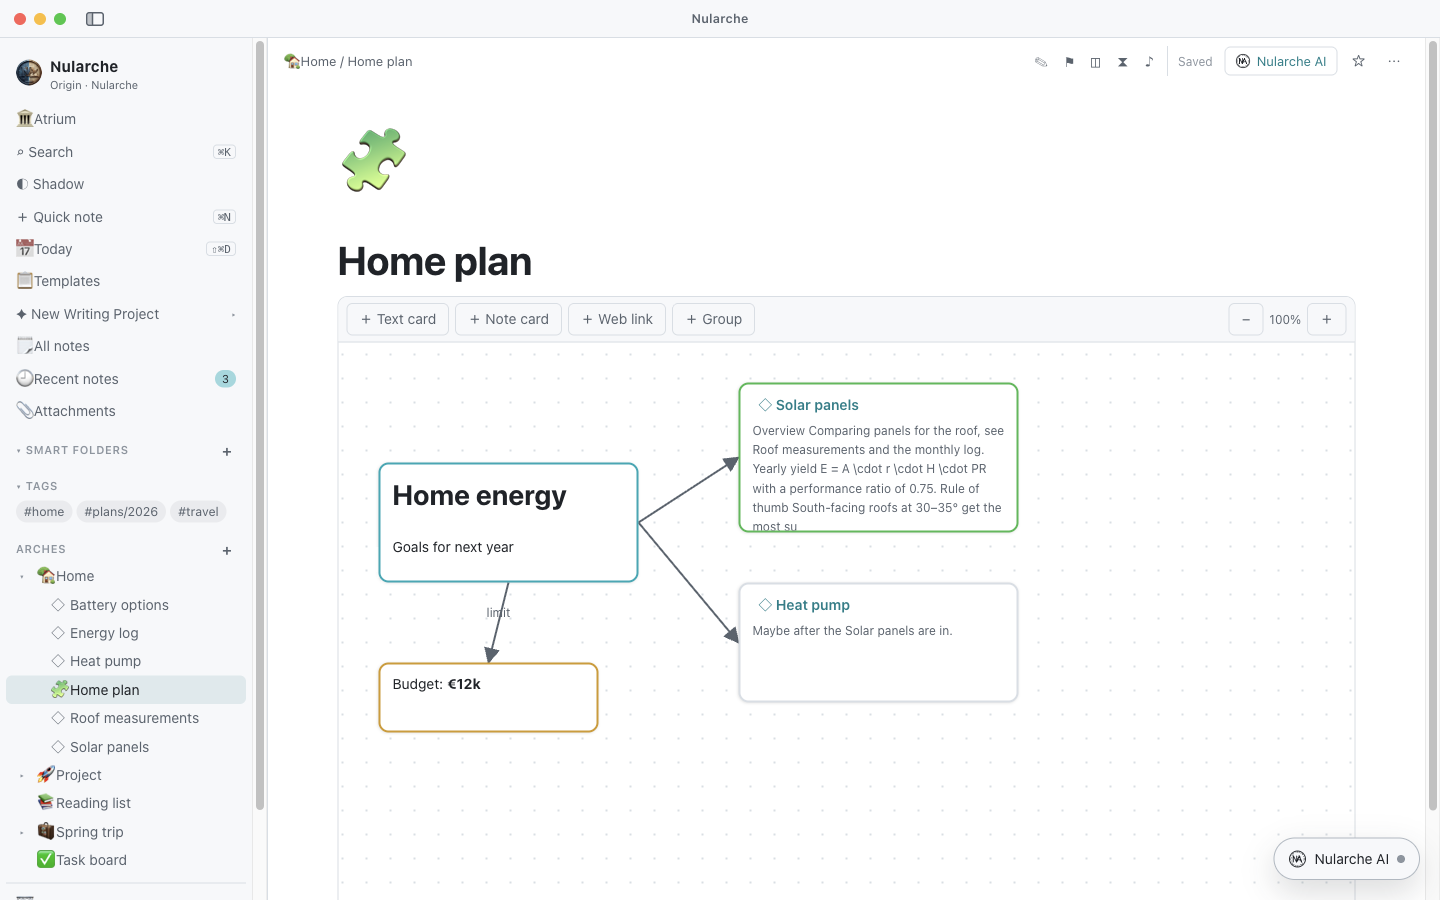 Nularche
Nularche
Origin · Nularche
Atrium
Search ⌘K
Shadow
Quick note ⌘N
Today ⇧⌘D
Templates
New Writing Project
All notes
Recent notes 3
Attachments
SMART FOLDERS +
TAGS
#home #plans/2026 #travel
ARCHES +
Home
Battery options
Energy log
Heat pump
Home plan
Roof measurements
Solar panels
Project
Reading list
Spring trip
Task board
Home / Home plan
Saved
Nularche AI
Home plan
+ Text card
+ Note card
+ Web link
+ Group
− 100% +
Home energy
Goals for next year
limit
Budget: €12k
Solar panels
Overview Comparing panels for the roof, see
Roof measurements and the monthly log.
Yearly yield E = A \cdot r \cdot H \cdot PR
with a performance ratio of 0.75. Rule of
thumb South-facing roofs at 30–35° get the
most su
Heat pump
Maybe after the Solar panels are in.
Nularche AI